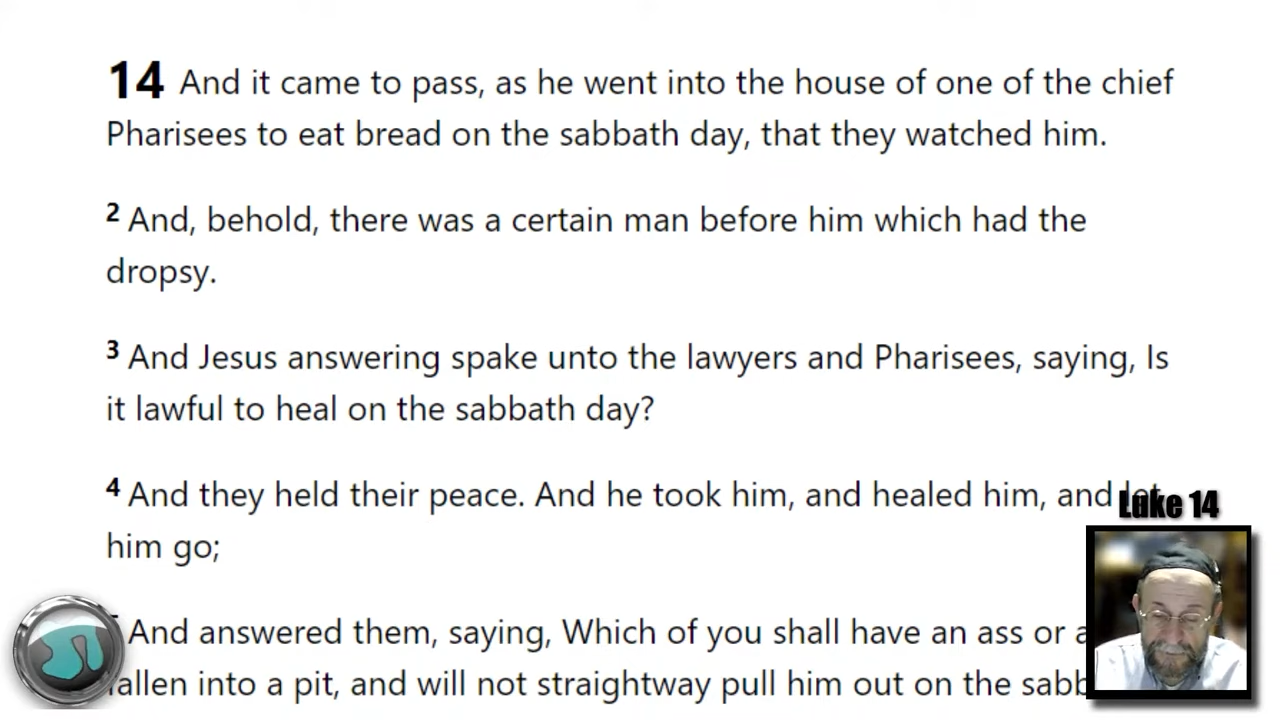 14 And it came to pass, as he went into the house of one of the chief
Pharisees to eat bread on the sabbath day, that they watched him.
2 And, behold, there was a certain man before him which had the
dropsy.
3 And Jesus answering spake unto the lawyers and Pharisees, saying, Is
it lawful to heal on the sabbath day?
4 And they held their peace. And he took him, and healed him, and let
him go;
Luke 14
And answered them, saying, Which of you shall have an ass or a
fallen into a pit, and will not straightway pull him out on the sabb